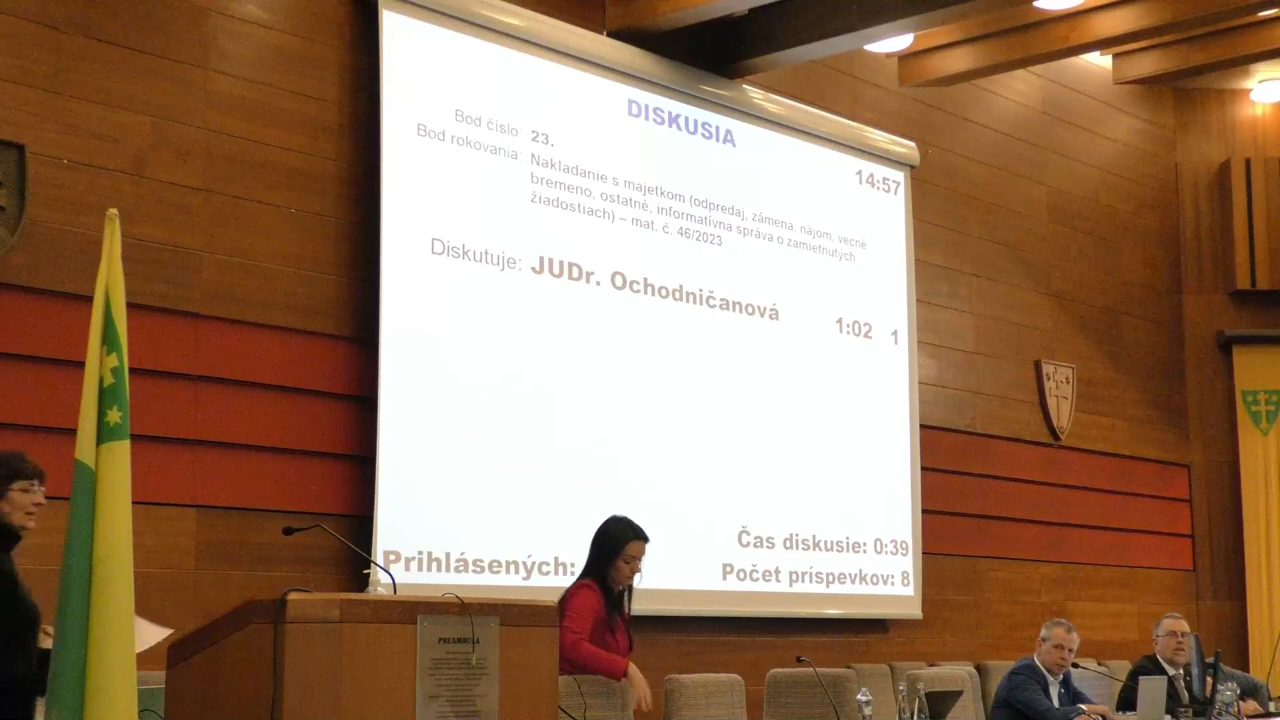 DISKUSIA
14:57
Bod číslo: 23.
Bod rokovania: Nakladanie s majetkom (odpredaj, zámena, nájom, vecné
bremeno, ostatné, informatívna správa o zamietnutých
žiadostiach) – mat. č. 46/2023
Diskutuje: JUDr. Ochodničanová 1:02 1
Čas diskusie: 0:39
Prihlásených:
Počet príspevkov: 8
PREAMBULA